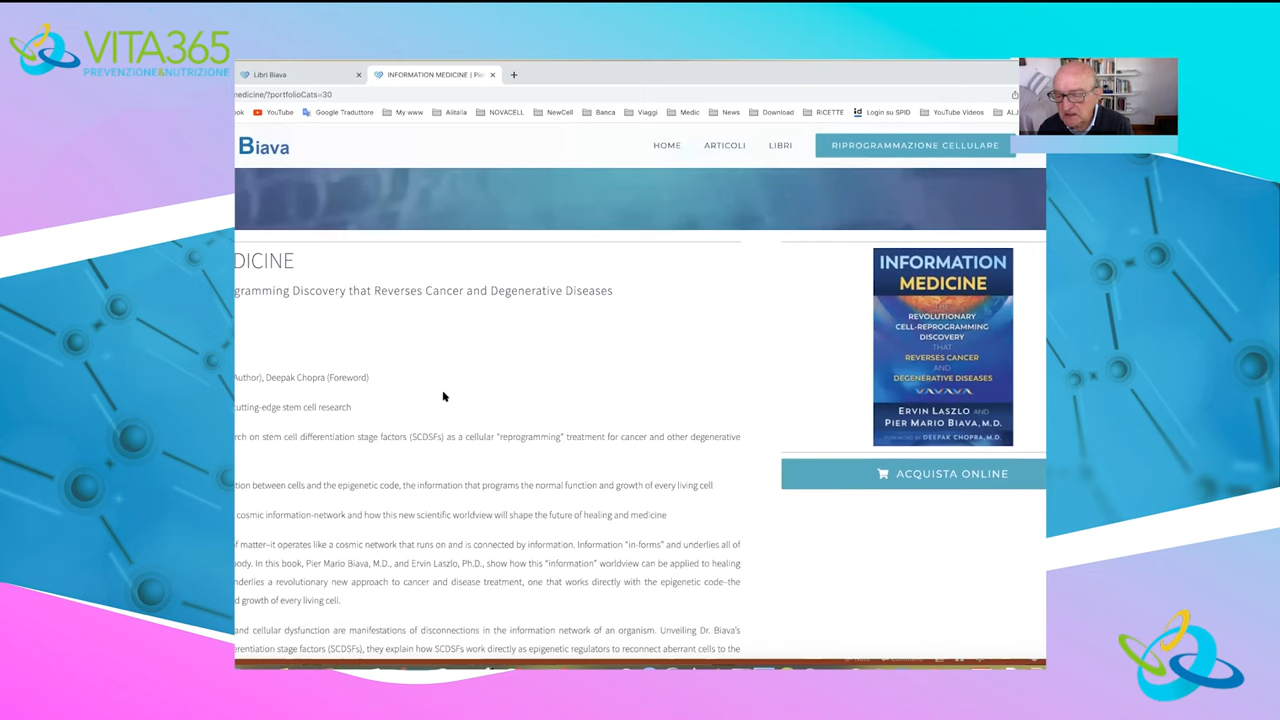 VITA365
PREVENZIONE&NUTRIZIONE
Libri Biava
INFORMATION MEDICINE | Pie
medicine/?portfolioCats=30
ok YouTube Google Traduttore My www Alitalia NOVACELL NewCell Banca Viaggi Medic News Download RICETTE Login su SPID YouTube Videos
Biava
HOME ARTICOLI LIBRI RIPROGRAMMAZIONE CELLULARE
DICINE
gramming Discovery that Reverses Cancer and Degenerative Diseases
Author), Deepak Chopra (Foreword)
cutting-edge stem cell research
rch on stem cell differentiation stage factors (SCDSFs) as a cellular "reprogramming" treatment for cancer and other degenerative
tion between cells and the epigenetic code, the information that programs the normal function and growth of every living cell
cosmic information-network and how this new scientific worldview will shape the future of healing and medicine
f matter–it operates like a cosmic network that runs on and is connected by information. Information "in-forms" and underlies all of
ody. In this book, Pier Mario Biava, M.D., and Ervin Laszlo, Ph.D., show how this "information" worldview can be applied to healing
nderlies a revolutionary new approach to cancer and disease treatment, one that works directly with the epigenetic code–the
d growth of every living cell.
and cellular dysfunction are manifestations of disconnections in the information network of an organism. Unveiling Dr. Biava's
erentiation stage factors (SCDSFs), they explain how SCDSFs work directly as epigenetic regulators to reconnect aberrant cells to the
INFORMATION
MEDICINE
THE
REVOLUTIONARY
CELL-REPROGRAMMING
DISCOVERY
THAT
REVERSES CANCER
AND
DEGENERATIVE DISEASES
ERVIN LASZLO AND
PIER MARIO BIAVA, M.D.
FOREWORD BY DEEPAK CHOPRA, M.D.
ACQUISTA ONLINE